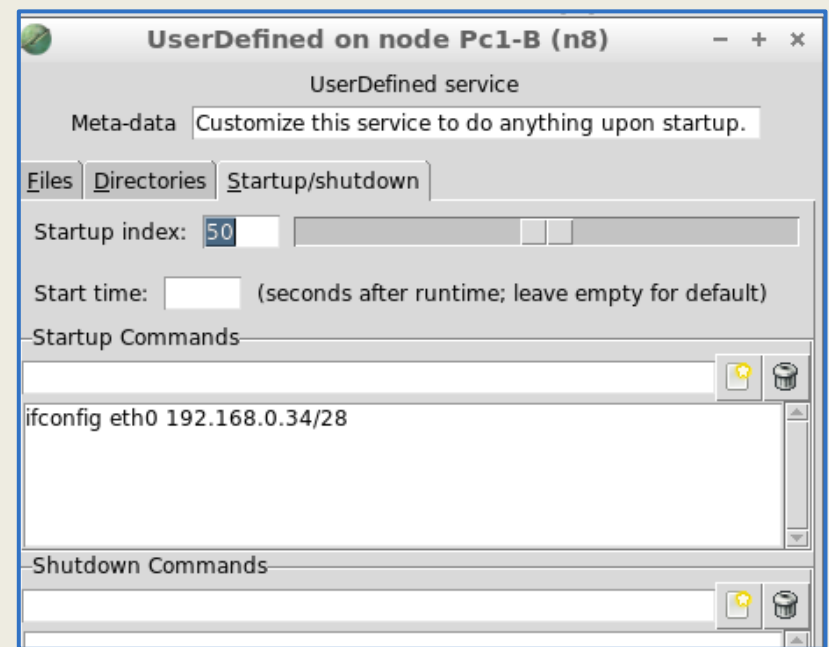 UserDefined on node Pc1-B (n8)
UserDefined service
Meta-data Customize this service to do anything upon startup.
Files Directories Startup/shutdown
Startup index: 50
Start time: (seconds after runtime; leave empty for default)
Startup Commands
ifconfig eth0 192.168.0.34/28
Shutdown Commands